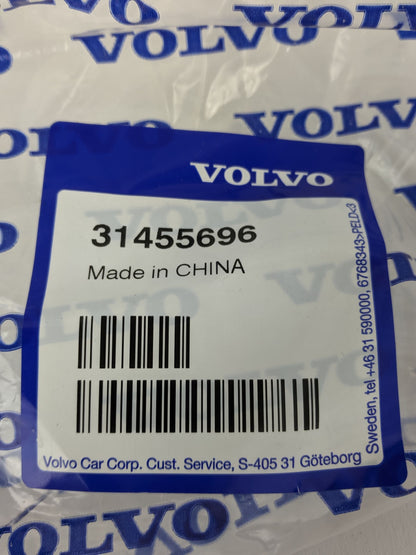 VOLVO
VOLVO
VOLVO
VOLVO
31455696
Made in CHINA
Volvo Car Corp. Cust. Service, S-405 31 Göteborg
Sweden, tel +46 31 590000, 6768343>PELD<3
VOLVO
VOLVO